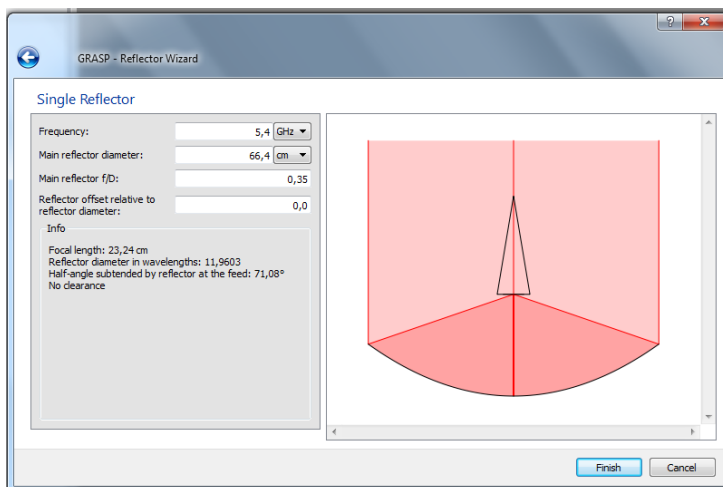 GRASP - Reflector Wizard
Single Reflector
Frequency: 5,4 GHz
Main reflector diameter: 66,4 cm
Main reflector f/D: 0,35
Reflector offset relative to
reflector diameter: 0,0
Info
Focal length: 23,24 cm
Reflector diameter in wavelengths: 11,9603
Half-angle subtended by reflector at the feed: 71,08°
No clearance
Finish Cancel